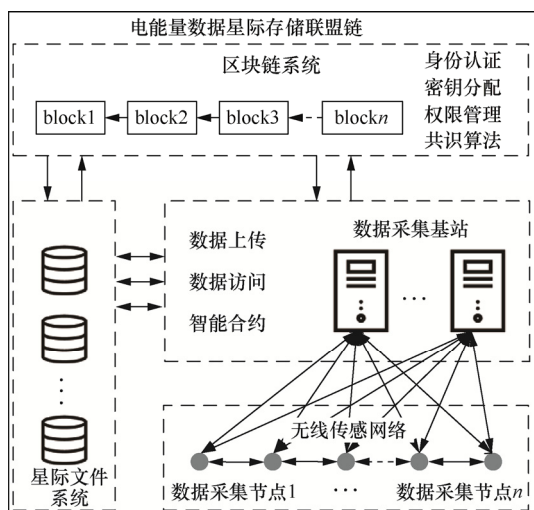 电能量数据星际存储联盟链
区块链系统
身份认证
密钥分配
权限管理
共识算法
block1
block2
block3
blockn
数据上传
数据访问
智能合约
数据采集基站
...
星际文件
系统
无线传感网络
数据采集节点1
...
数据采集节点n